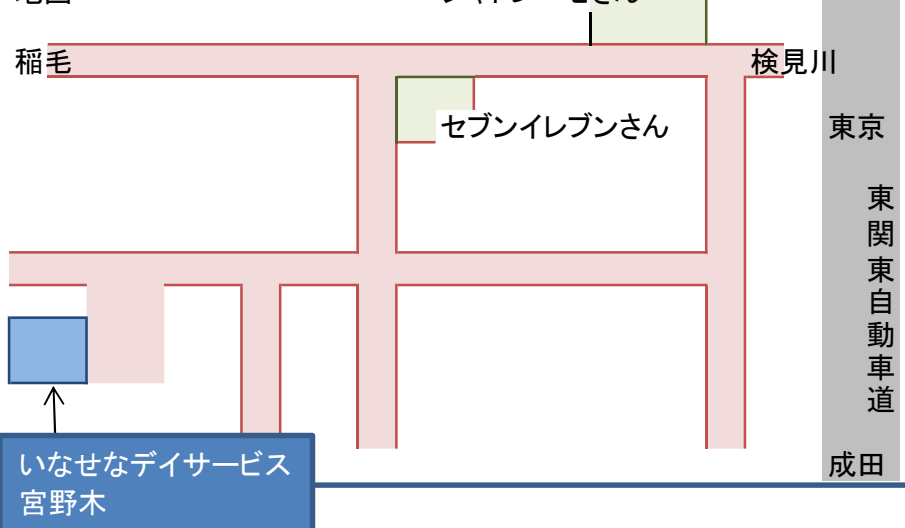 稲毛
検見川
セブンイレブンさん
東京
東関東自動車道
成田
いなせなデイサービス
宮野木